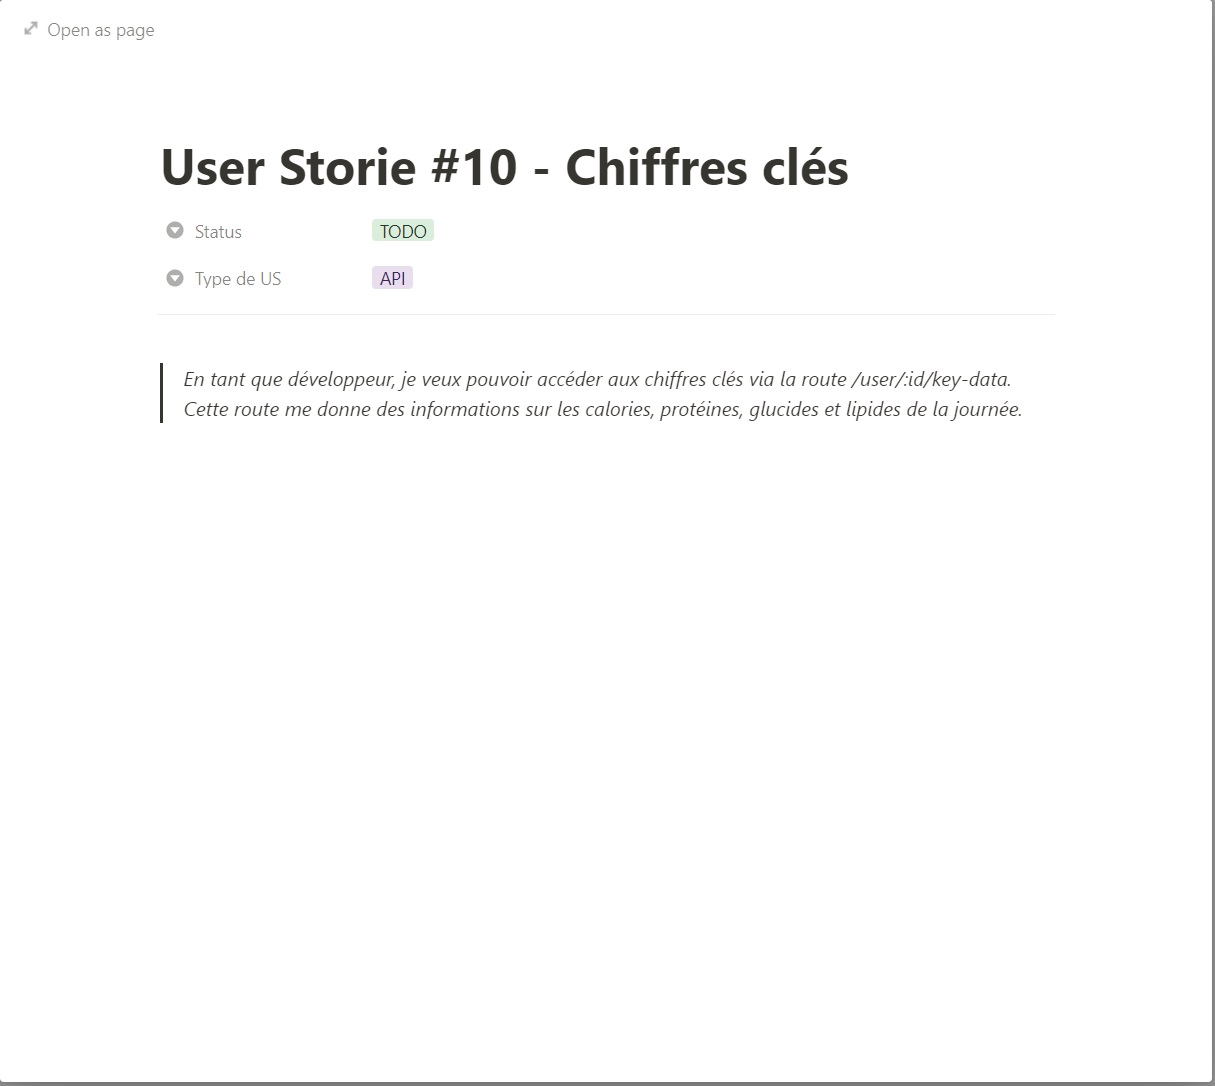 Open as page
User Storie #10 - Chiffres clés
Status TODO
Type de US API
En tant que développeur, je veux pouvoir accéder aux chiffres clés via la route /user/:id/key-data.
Cette route me donne des informations sur les calories, protéines, glucides et lipides de la journée.